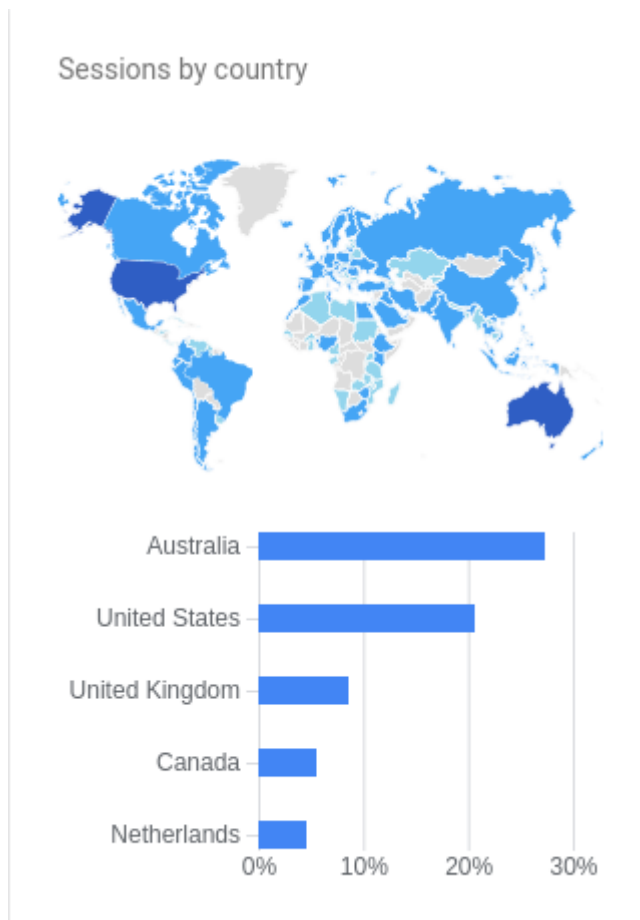 Sessions by country
Australia
United States
United Kingdom
Canada
Netherlands
0% 10% 20% 30%